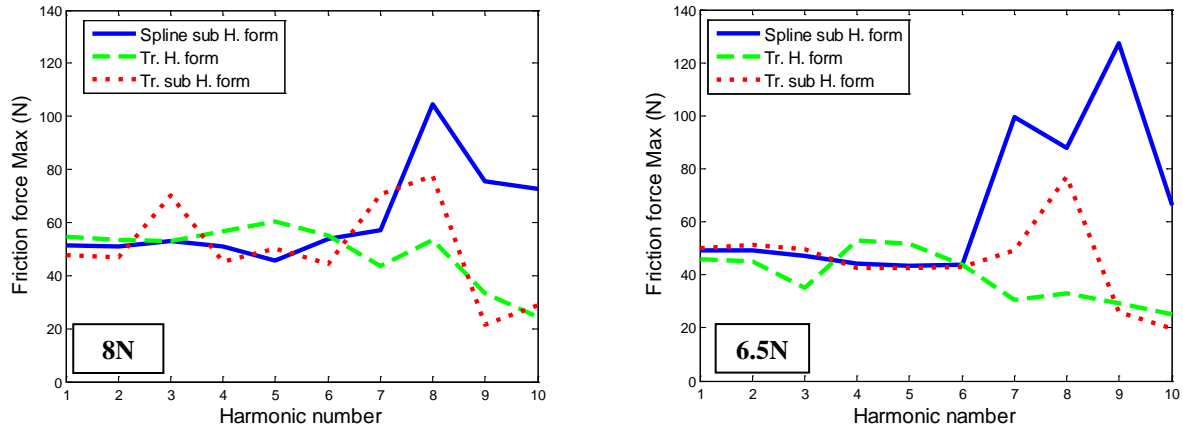 140
120
100
80
60
40
20
0
Friction force Max (N)
Spline sub H. form
Tr. H. form
Tr. sub H. form
8N
1 2 3 4 5 6 7 8 9 10
Harmonic number
140
120
100
80
60
40
20
0
Friction force Max (N)
Spline sub H. form
Tr. H. form
Tr. sub H. form
6.5N
1 2 3 4 5 6 7 8 9 10
Harmonic namber